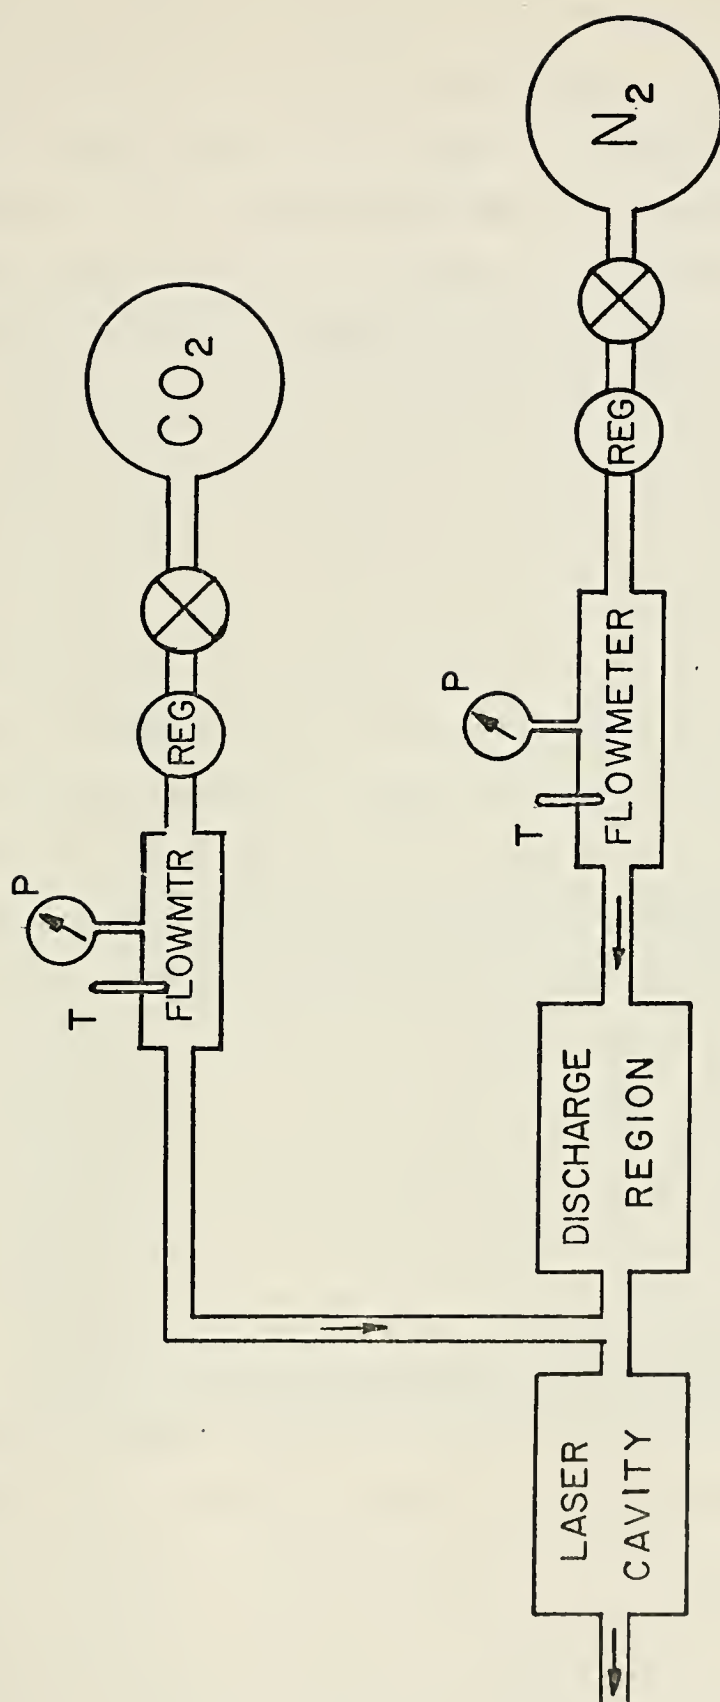 N2
CO2
REG
REG
P
P
T
T
FLOWMETER
FLOWMTR
DISCHARGE
REGION
LASER
CAVITY